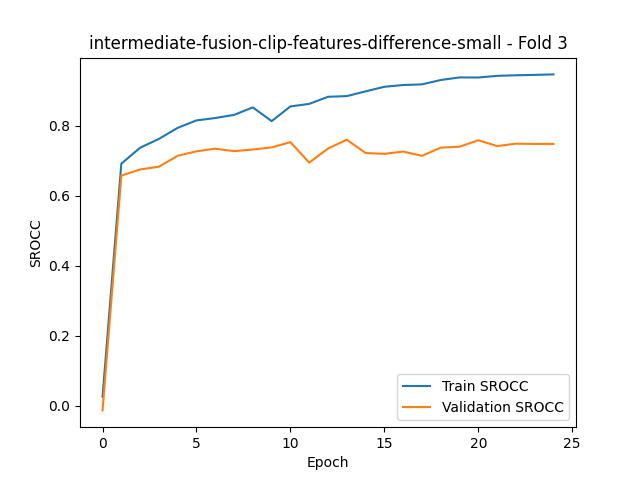 intermediate-fusion-clip-features-difference-small - Fold 3
SROCC
0.8
0.6
0.4
0.2
0.0
0
5
10
15
20
25
Epoch
Train SROCC
Validation SROCC